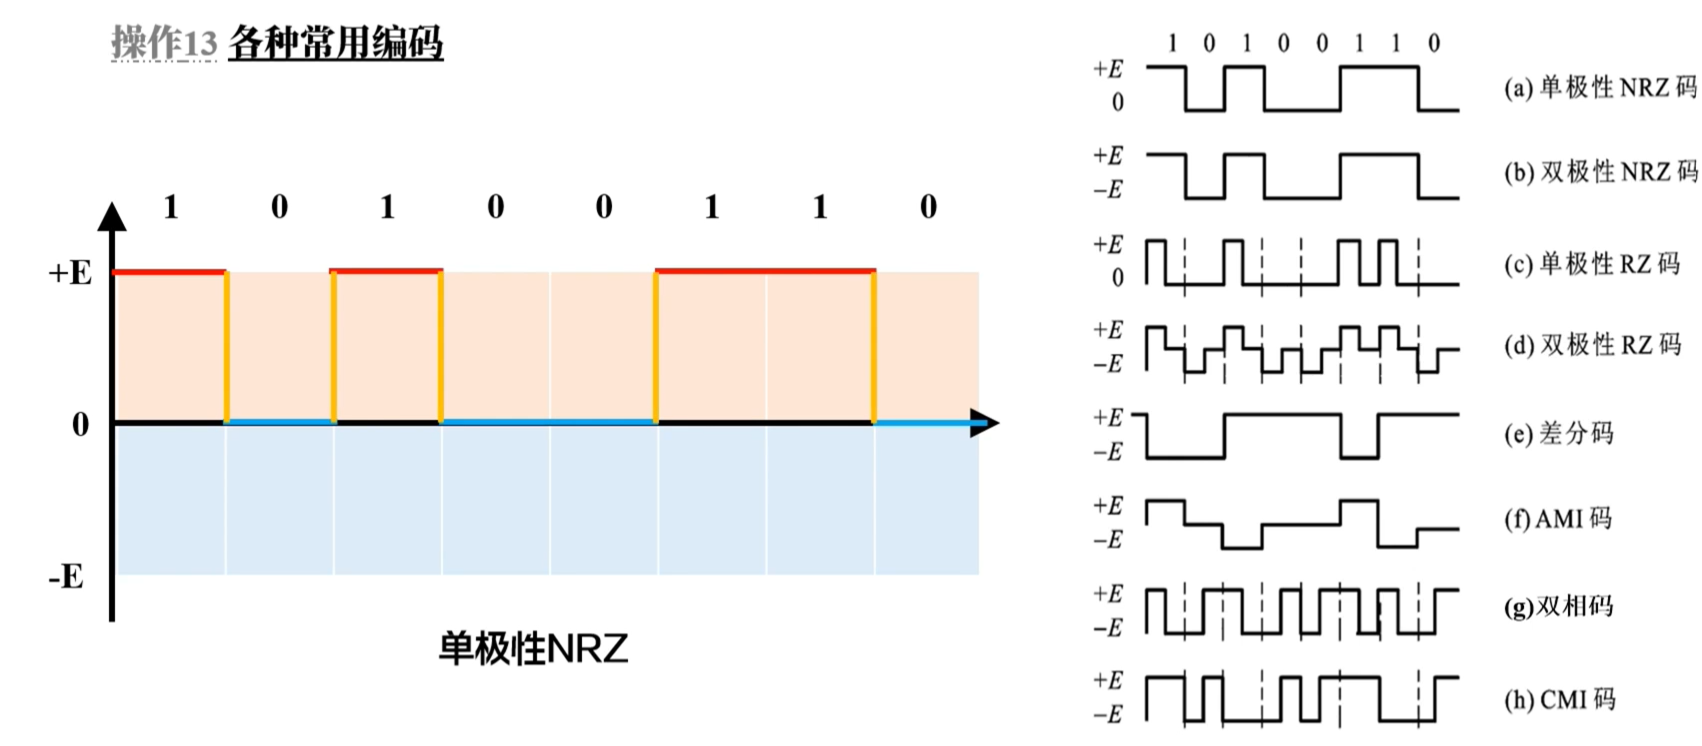 操作13 各种常用编码
1 0 1 0 0 1 1 0
+E
0
-E
单极性NRZ
1 0 1 0 0 1 1 0
+E
0
(a) 单极性 NRZ 码
+E
−E
(b) 双极性 NRZ 码
+E
0
(c) 单极性 RZ 码
+E
−E
(d) 双极性 RZ 码
+E
−E
(e) 差分码
+E
−E
(f) AMI 码
+E
−E
(g)双相码
+E
−E
(h) CMI 码